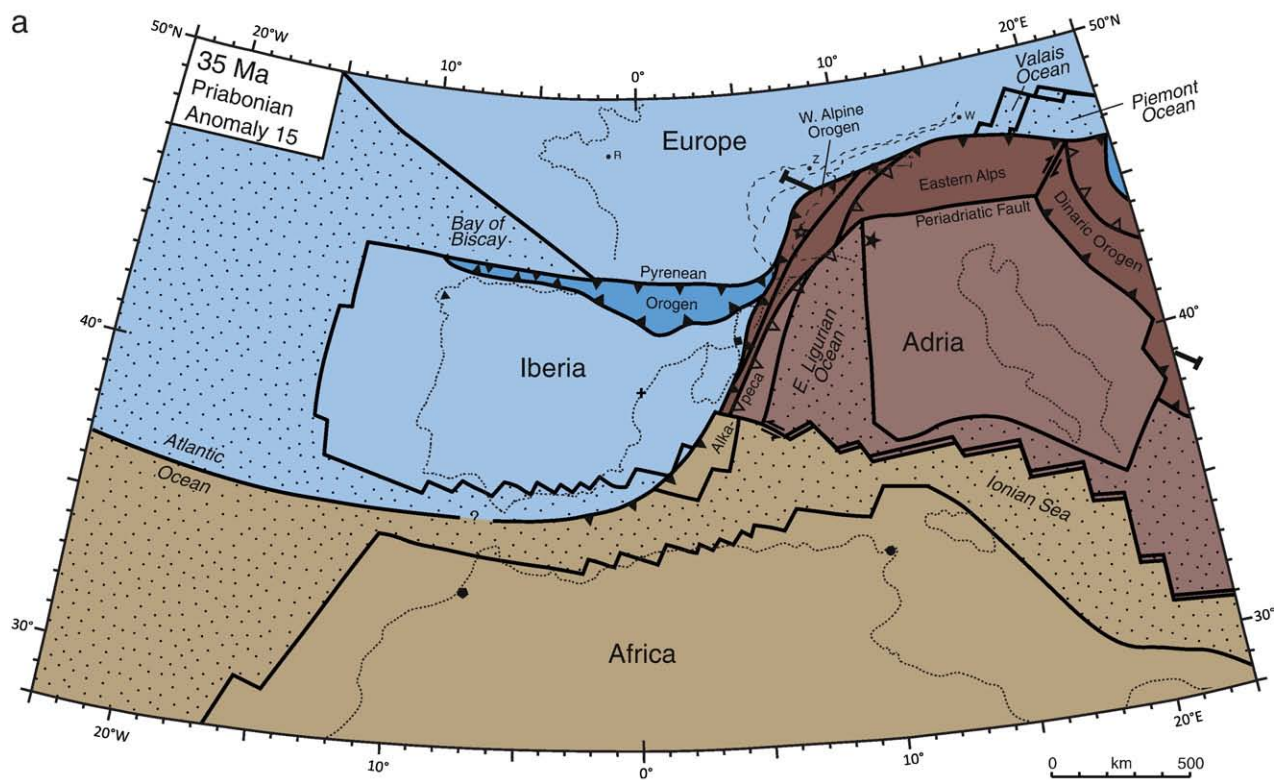 a
50°N
20°W
10°
0°
10°
20°E
50°N
35 Ma
Priabonian
Anomaly 15
Valais
Ocean
Piemont
Ocean
W. Alpine
Orogen
Europe
R
Z
W
T
Eastern Alps
Periadriatic Fault
Dinaric Orogen
Bay of
Biscay
Pyrenean
Orogen
40°
40°
Iberia
Adria
E. Ligurian
Ocean
Alka-
peca
Atlantic
Ocean
?
Ionian Sea
30°
30°
Africa
20°W
10°
0°
10°
20°E
0 km 500